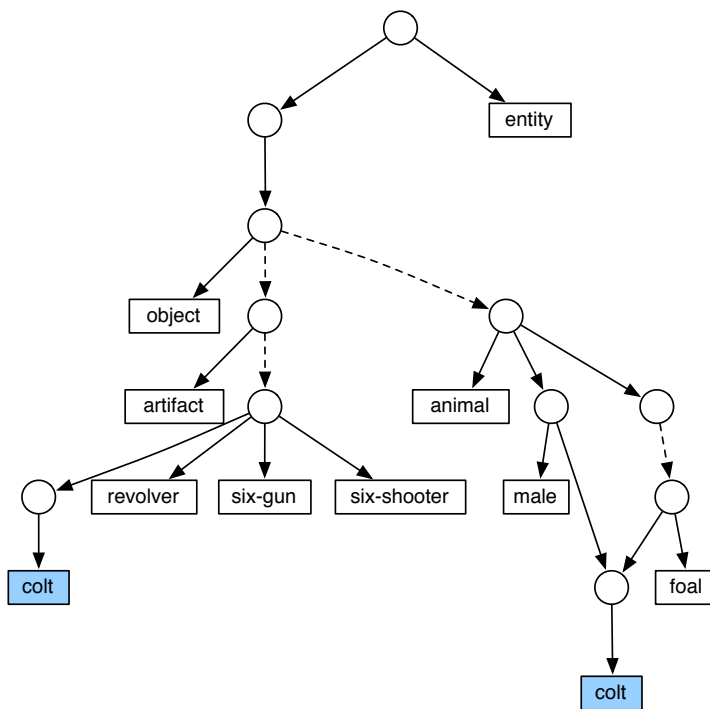 entity
object
artifact
animal
revolver
six-gun
six-shooter
male
colt
foal
colt